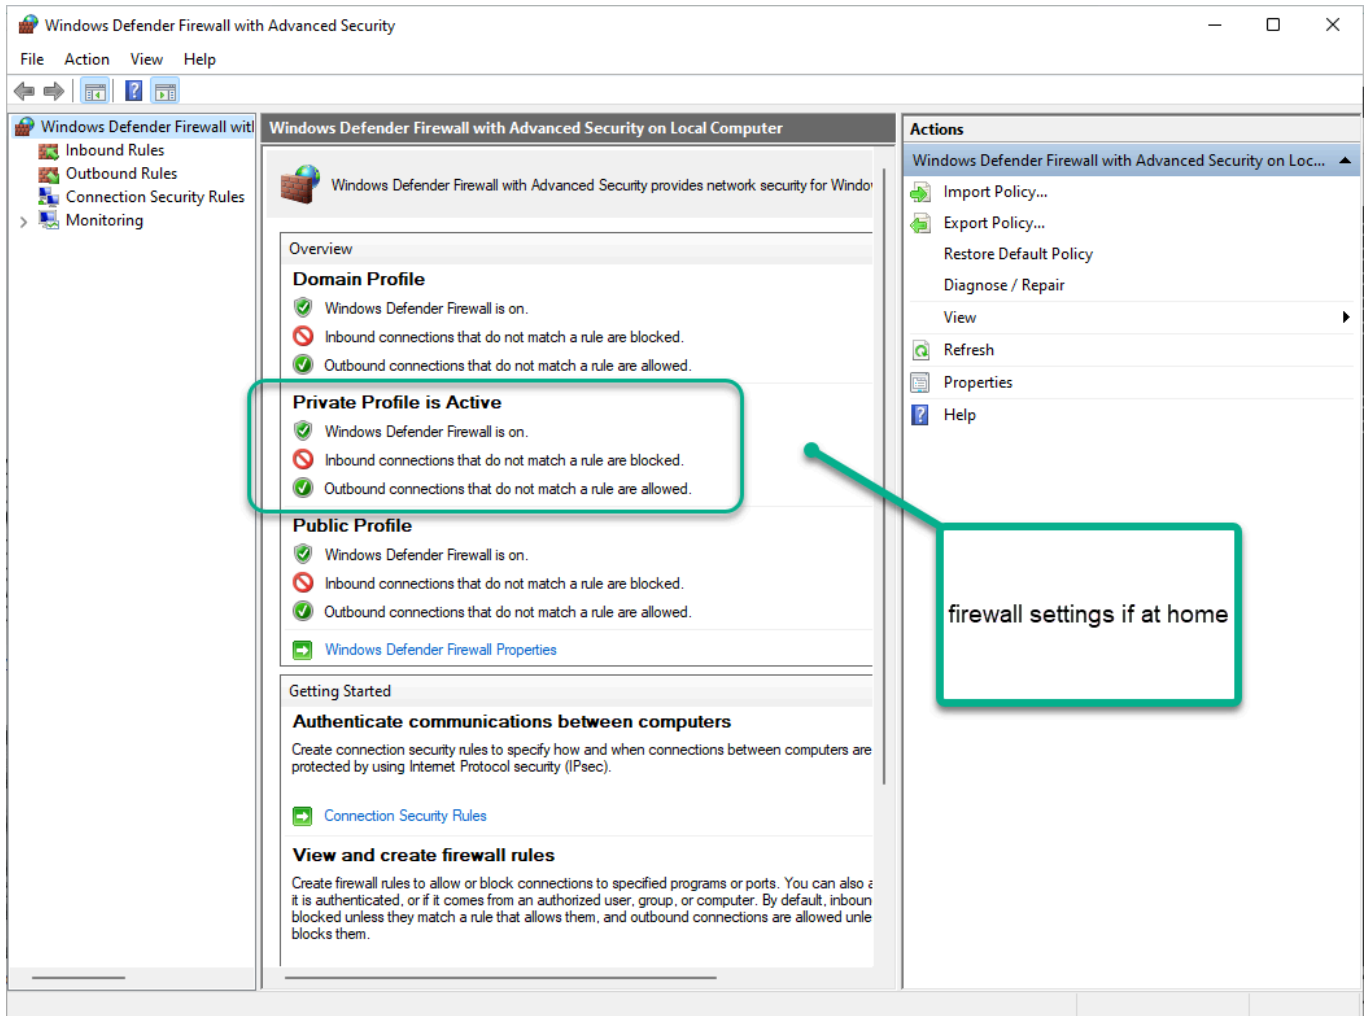 Windows Defender Firewall with Advanced Security
File Action View Help
Windows Defender Firewall with
Inbound Rules
Outbound Rules
Connection Security Rules
Monitoring
Windows Defender Firewall with Advanced Security on Local Computer
Windows Defender Firewall with Advanced Security provides network security for Window
Overview
Domain Profile
Windows Defender Firewall is on.
Inbound connections that do not match a rule are blocked.
Outbound connections that do not match a rule are allowed.
Private Profile is Active
Windows Defender Firewall is on.
Inbound connections that do not match a rule are blocked.
Outbound connections that do not match a rule are allowed.
Public Profile
Windows Defender Firewall is on.
Inbound connections that do not match a rule are blocked.
Outbound connections that do not match a rule are allowed.
Windows Defender Firewall Properties
Getting Started
Authenticate communications between computers
Create connection security rules to specify how and when connections between computers are
protected by using Internet Protocol security (IPsec).
Connection Security Rules
View and create firewall rules
Create firewall rules to allow or block connections to specified programs or ports. You can also a
it is authenticated, or if it comes from an authorized user, group, or computer. By default, inboun
blocked unless they match a rule that allows them, and outbound connections are allowed unle
blocks them.
Actions
Windows Defender Firewall with Advanced Security on Loc...
Import Policy...
Export Policy...
Restore Default Policy
Diagnose / Repair
View
Refresh
Properties
Help
firewall settings if at home